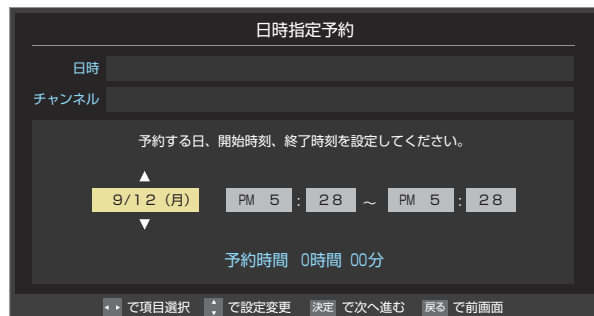 日時指定予約
日時
チャンネル
予約する日、開始時刻、終了時刻を設定してください。
▲
9/12 (月) PM 5 : 28 ～ PM 5 : 28
▼
予約時間 0時間 00分
で項目選択 で設定変更 決定 で次へ進む 戻る で前画面